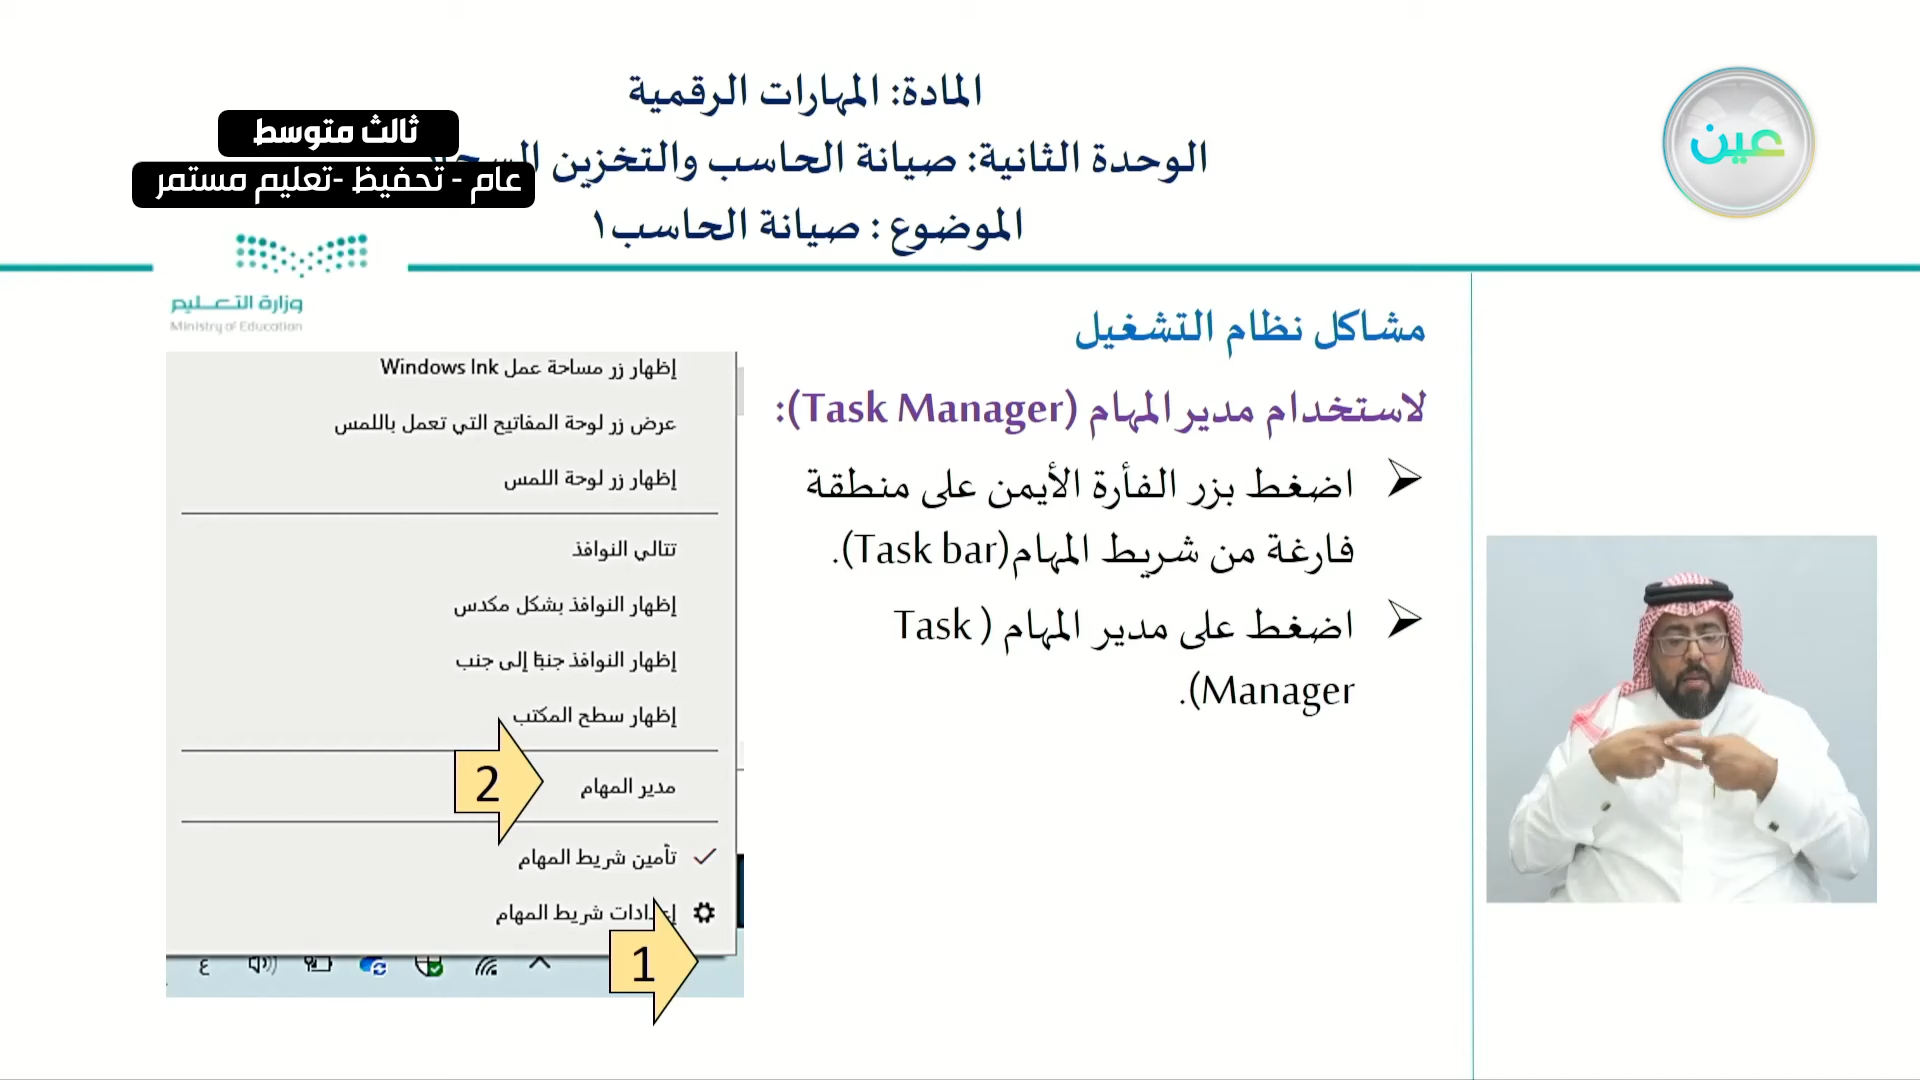 المادة: المهارات الرقمية
الوحدة الثانية: صيانة الحاسب والتخزين
الموضوع : صيانة الحاسب١
ثالث متوسط
عام - تحفيظ -تعليم مستمر
عين
وزارة التعليم
Ministry of Education
مشاكل نظام التشغيل
لاستخدام مدير المهام (Task Manager):
اضغط بزر الفأرة الأيمن على منطقة
فارغة من شريط المهام(Task bar).
اضغط على مدير المهام ( Task
Manager).
إظهار زر مساحة عمل Windows Ink
عرض زر لوحة المفاتيح التي تعمل باللمس
إظهار زر لوحة اللمس
تتالي النوافذ
إظهار النوافذ بشكل مكدس
إظهار النوافذ جنبًا إلى جنب
إظهار سطح المكتب
2
مدير المهام
تأمين شريط المهام
إعدادات شريط المهام
1
ع